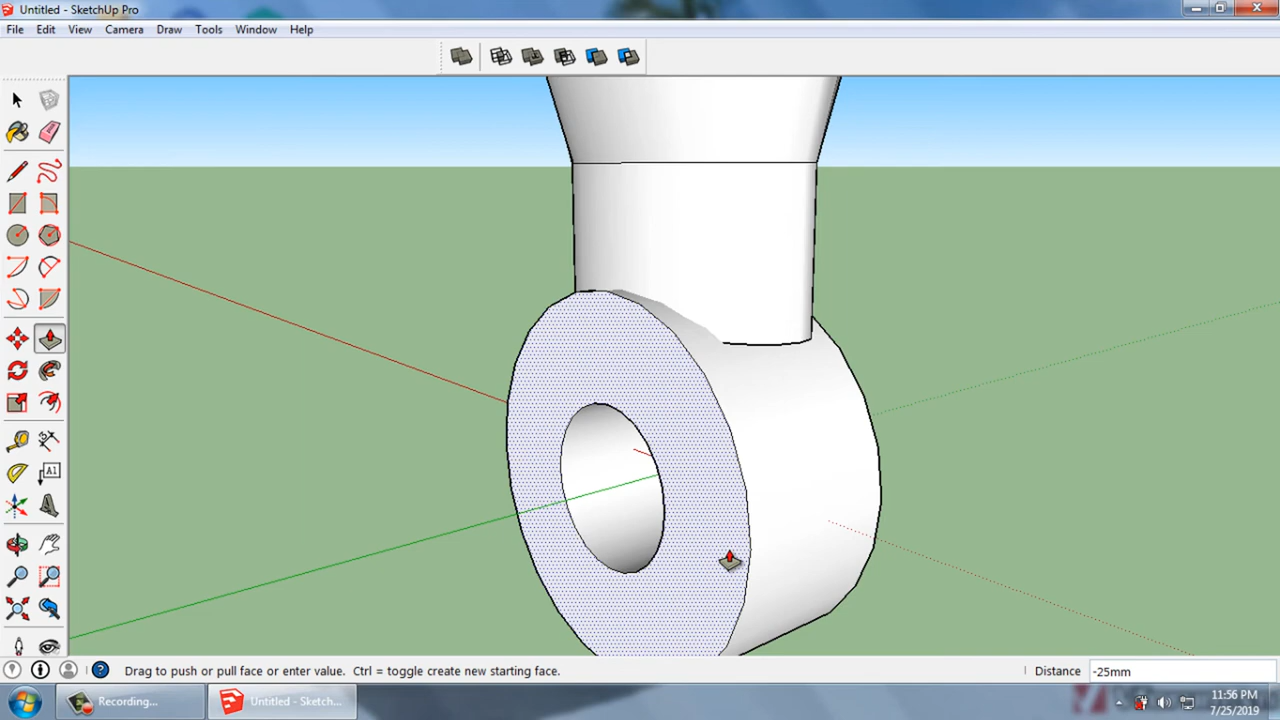 Untitled - SketchUp Pro
File Edit View Camera Draw Tools Window Help
A1
Drag to push or pull face or enter value. Ctrl = toggle create new starting face.
Distance -25mm
Recording...
Untitled - Sketch...
11:56 PM
7/25/2019